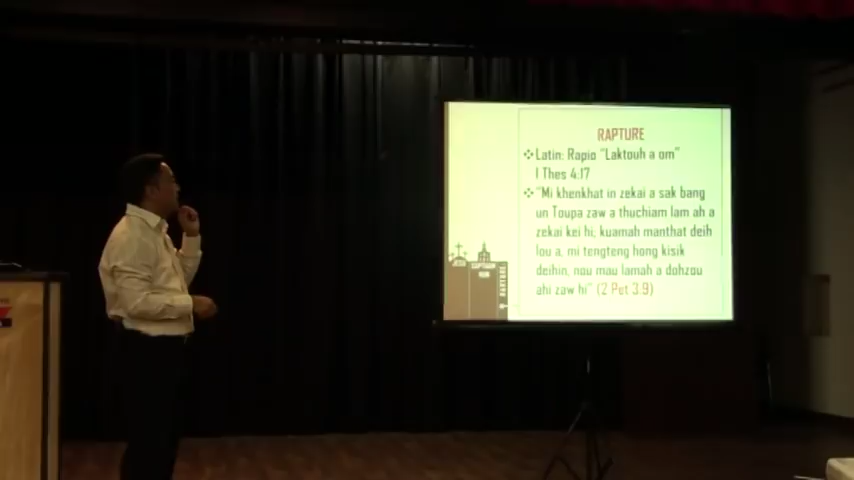 RAPTURE
❖Latin: Rapio "Laktouh a om"
I Thes 4.17
❖"Mi khenkhat in zekai a sak bang
un Toupa zaw a thuchiam lam ah a
zekai kei hi, kuamah manthat deih
lou a, mi tengteng hong kisik
deihin, nou mau lamah a dohzou
ahi zaw hi" (2 Pet 3.9)